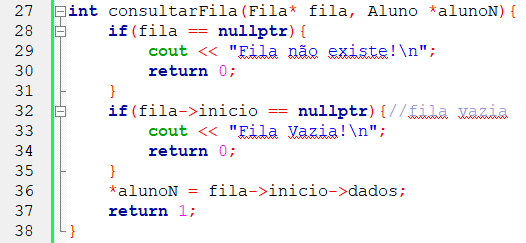 27 int consultarFila(Fila* fila, Aluno *alunoN){
28 if(fila == nullptr){
29 cout << "Fila não existe!\n";
30 return 0;
31 }
32 if(fila->inicio == nullptr){//fila vazia
33 cout << "Fila Vazia!\n";
34 return 0;
35 }
36 *alunoN = fila->inicio->dados;
37 return 1;
38 }